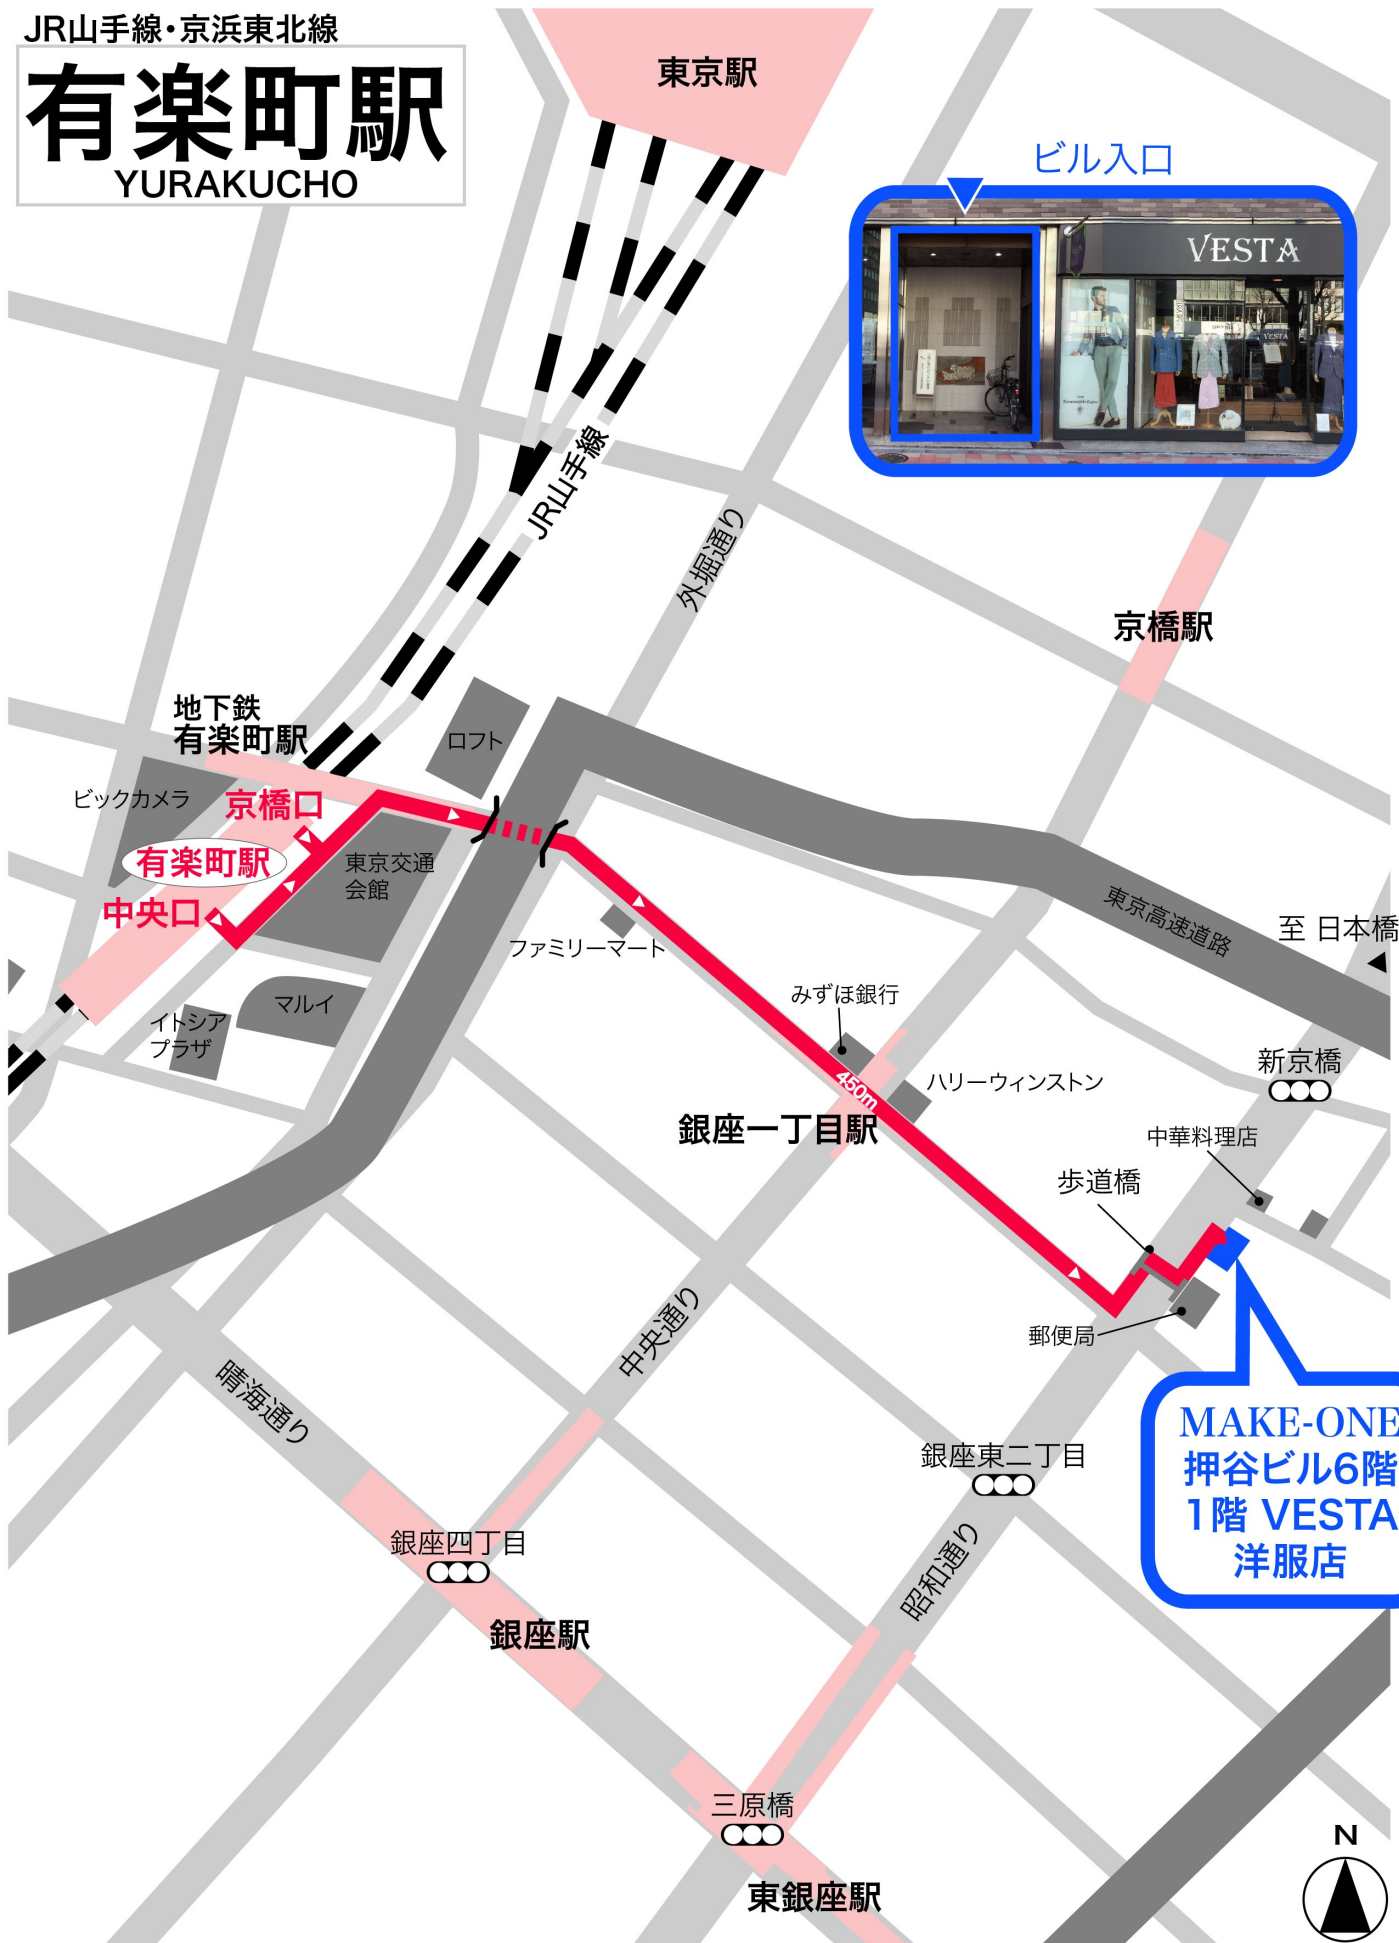 JR山手線・京浜東北線
有楽町駅
YURAKUCHO
東京駅
ビル入口
VESTA
VESTA
JR山手線
外堀通り
京橋駅
地下鉄
有楽町駅
ロフト
ビックカメラ
京橋口
有楽町駅
中央口
東京交通
会館
ファミリーマート
東京高速道路
至 日本橋
マルイ
イトシア
プラザ
みずほ銀行
ハリーウィンストン
450m
銀座一丁目駅
新京橋
中華料理店
歩道橋
郵便局
中央通り
晴海通り
MAKE-ONE
押谷ビル6階
1階 VESTA
洋服店
銀座東二丁目
銀座四丁目
昭和通り
銀座駅
三原橋
東銀座駅
N